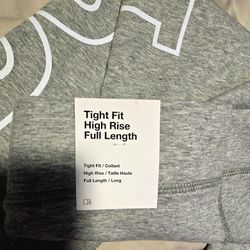 Tight Fit
High Rise
Full Length
Tight Fit / Collant
High Rise / Taille Haute
Full Length / Long